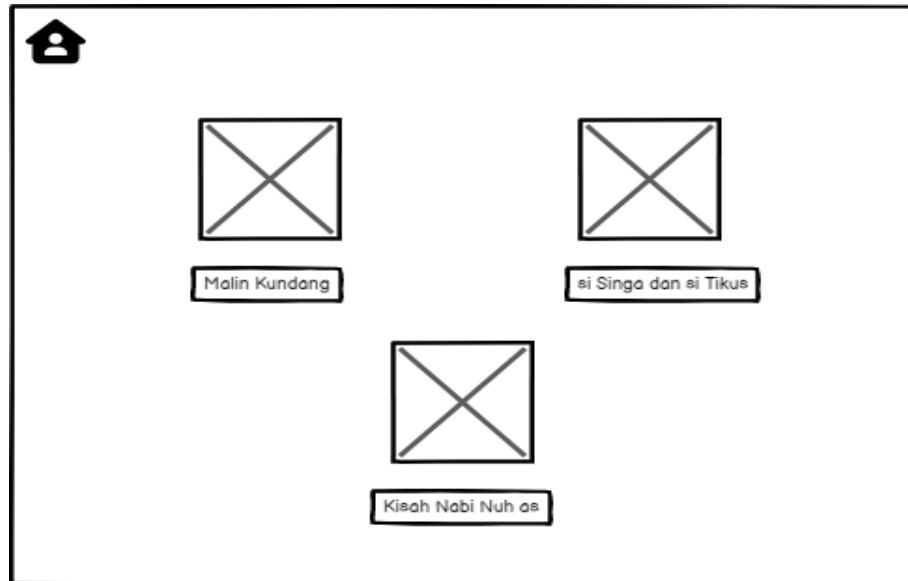 Malin Kundang
si Singa dan si Tikus
Kisah Nabi Nuh as